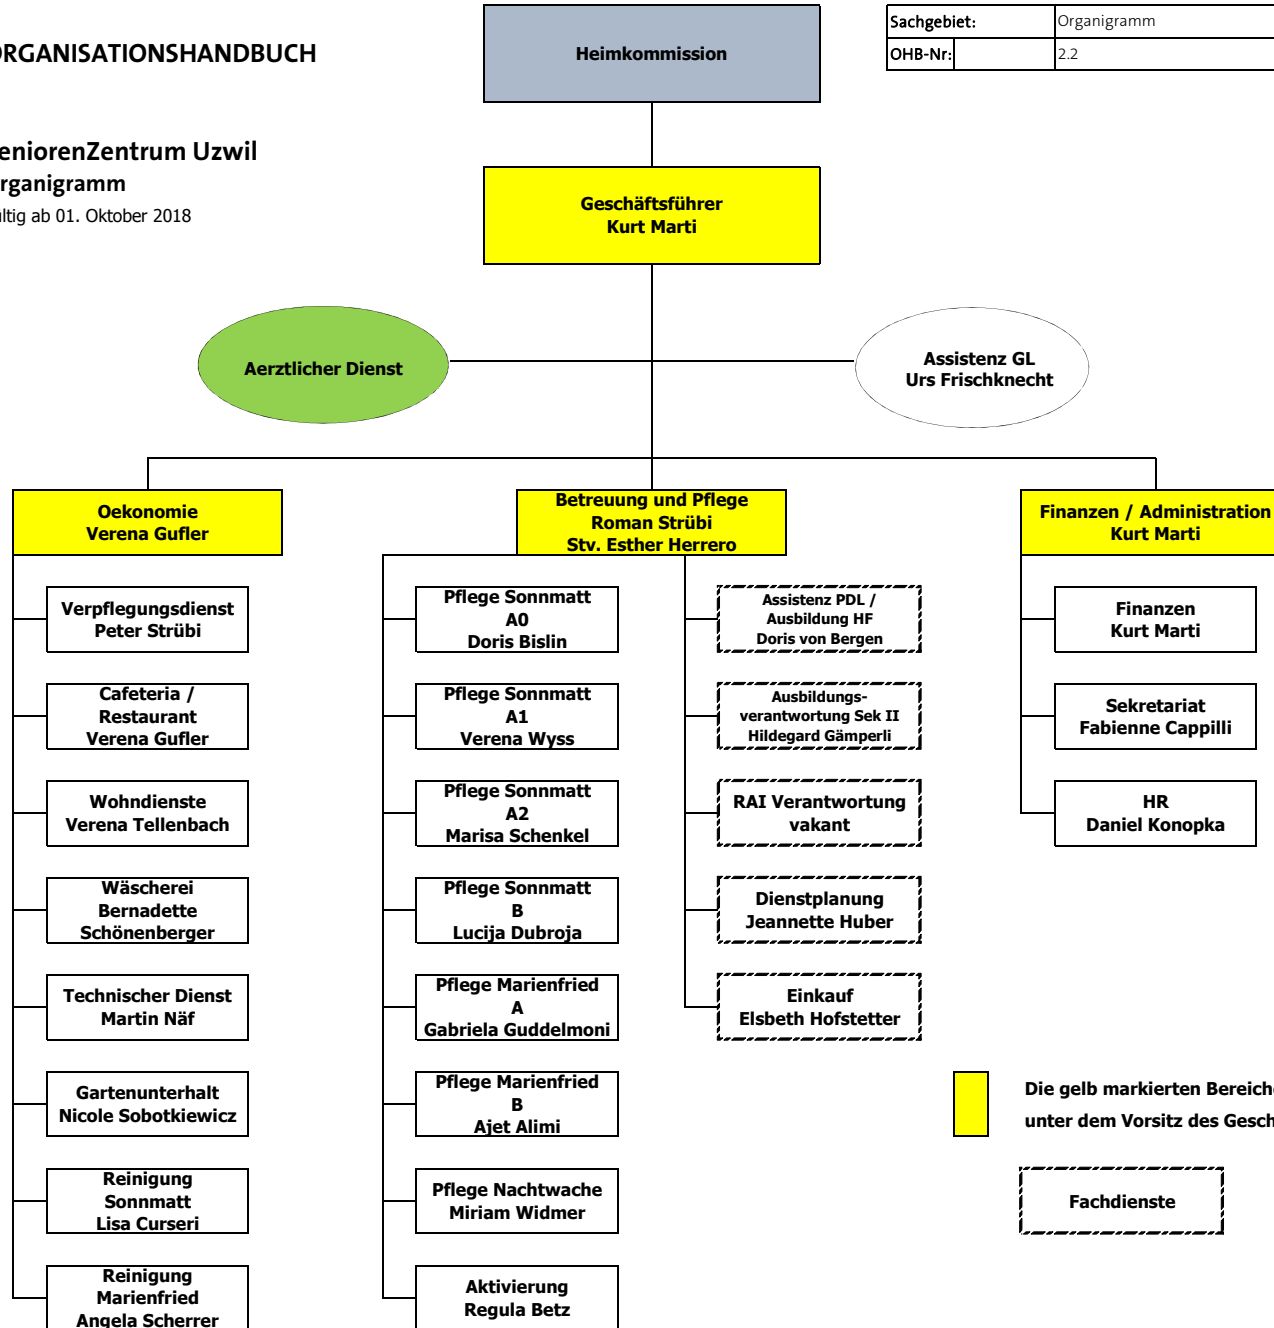 ORGANISATIONSHANDBUCH
Heimkommission
Sachgebiet: Organigramm
OHB-Nr: 2.2
eniorenZentrum Uzwil
rganigramm
ltig ab 01. Oktober 2018
Geschäftsführer
Kurt Marti
Aerztlicher Dienst
Assistenz GL
Urs Frischknecht
Oekonomie
Verena Gufler
Verpflegungsdienst
Peter Strübi
Cafeteria /
Restaurant
Verena Gufler
Wohndienste
Verena Tellenbach
Wäscherei
Bernadette
Schönenberger
Technischer Dienst
Martin Näf
Gartenunterhalt
Nicole Sobotkiewicz
Reinigung
Sonnmatt
Lisa Curseri
Reinigung
Marienfried
Angela Scherrer
Betreuung und Pflege
Roman Strübi
Stv. Esther Herrero
Pflege Sonnmatt
A0
Doris Bislin
Pflege Sonnmatt
A1
Verena Wyss
Pflege Sonnmatt
A2
Marisa Schenkel
Pflege Sonnmatt
B
Lucija Dubroja
Pflege Marienfried
A
Gabriela Guddelmoni
Pflege Marienfried
B
Ajet Alimi
Pflege Nachtwache
Miriam Widmer
Aktivierung
Regula Betz
Assistenz PDL /
Ausbildung HF
Doris von Bergen
Ausbildungs-
verantwortung Sek II
Hildegard Gämperli
RAI Verantwortung
vakant
Dienstplanung
Jeannette Huber
Einkauf
Elsbeth Hofstetter
Finanzen / Administration
Kurt Marti
Finanzen
Kurt Marti
Sekretariat
Fabienne Cappilli
HR
Daniel Konopka
Die gelb markierten Bereiche
unter dem Vorsitz des Gesch
Fachdienste